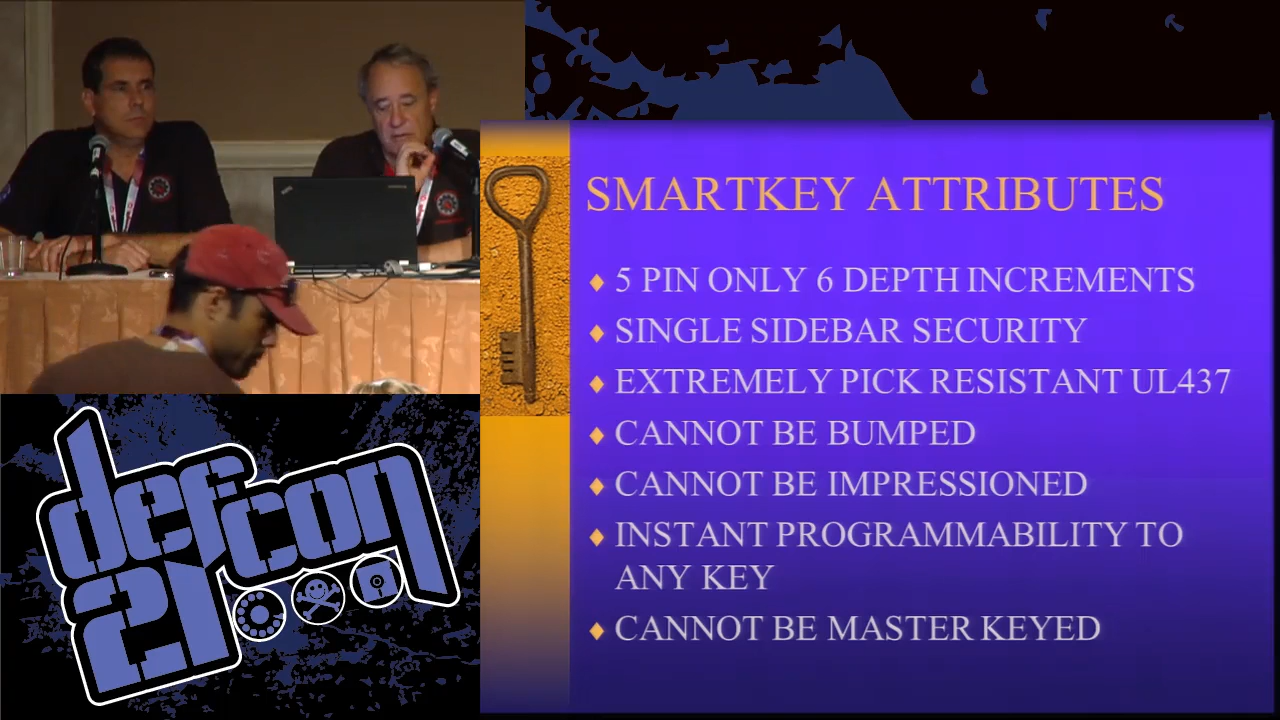 SMARTKEY ATTRIBUTES
5 PIN ONLY 6 DEPTH INCREMENTS
SINGLE SIDEBAR SECURITY
EXTREMELY PICK RESISTANT UL437
CANNOT BE BUMPED
CANNOT BE IMPRESSIONED
INSTANT PROGRAMMABILITY TO
ANY KEY
CANNOT BE MASTER KEYED
defcon
21